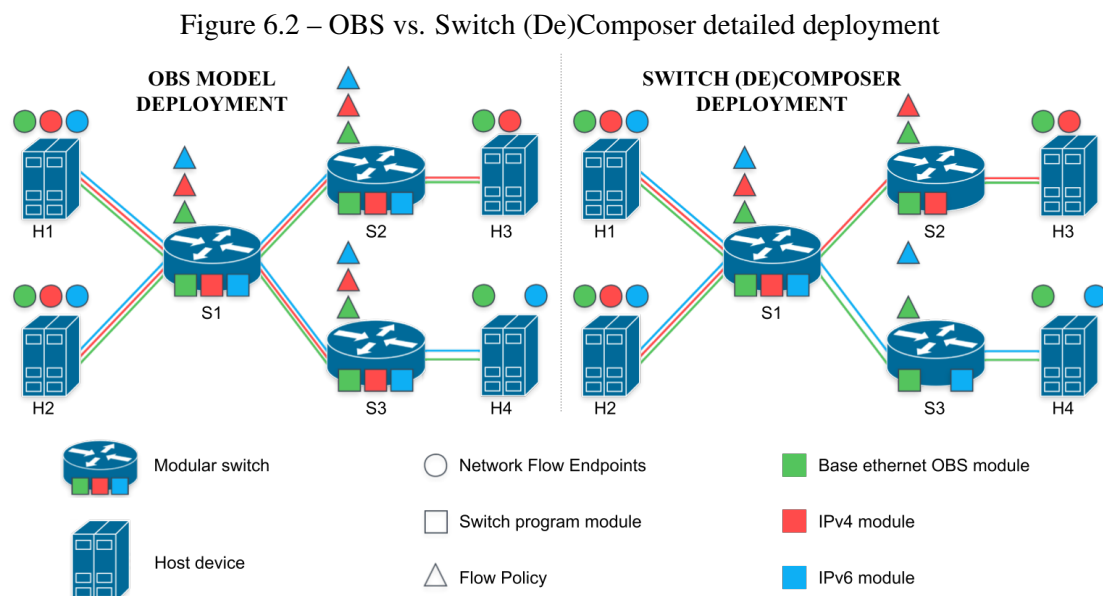 Figure 6.2 – OBS vs. Switch (De)Composer detailed deployment
OBS MODEL
DEPLOYMENT
H1
H2
S1
S2
S3
H3
H4
SWITCH (DE)COMPOSER
DEPLOYMENT
H1
H2
S1
S2
S3
H3
H4
Modular switch
Network Flow Endpoints
Base ethernet OBS module
Switch program module
IPv4 module
Host device
Flow Policy
IPv6 module